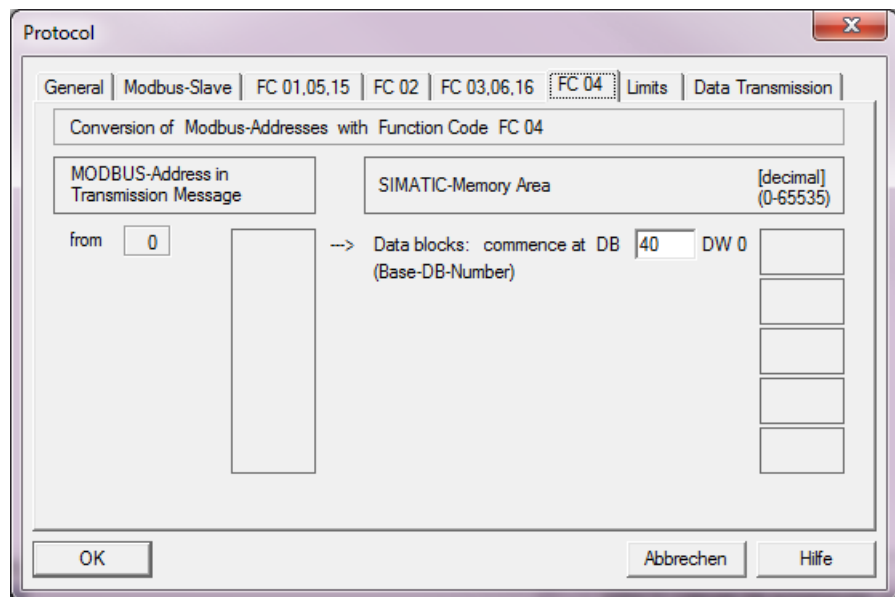 Protocol
General Modbus-Slave FC 01,05,15 FC 02 FC 03,06,16 FC 04 Limits Data Transmission
Conversion of Modbus-Addresses with Function Code FC 04
MODBUS-Address in
Transmission Message
SIMATIC-Memory Area
[decimal]
(0-65535)
from 0 ---> Data blocks: commence at DB 40 DW 0
(Base-DB-Number)
OK Abbrechen Hilfe